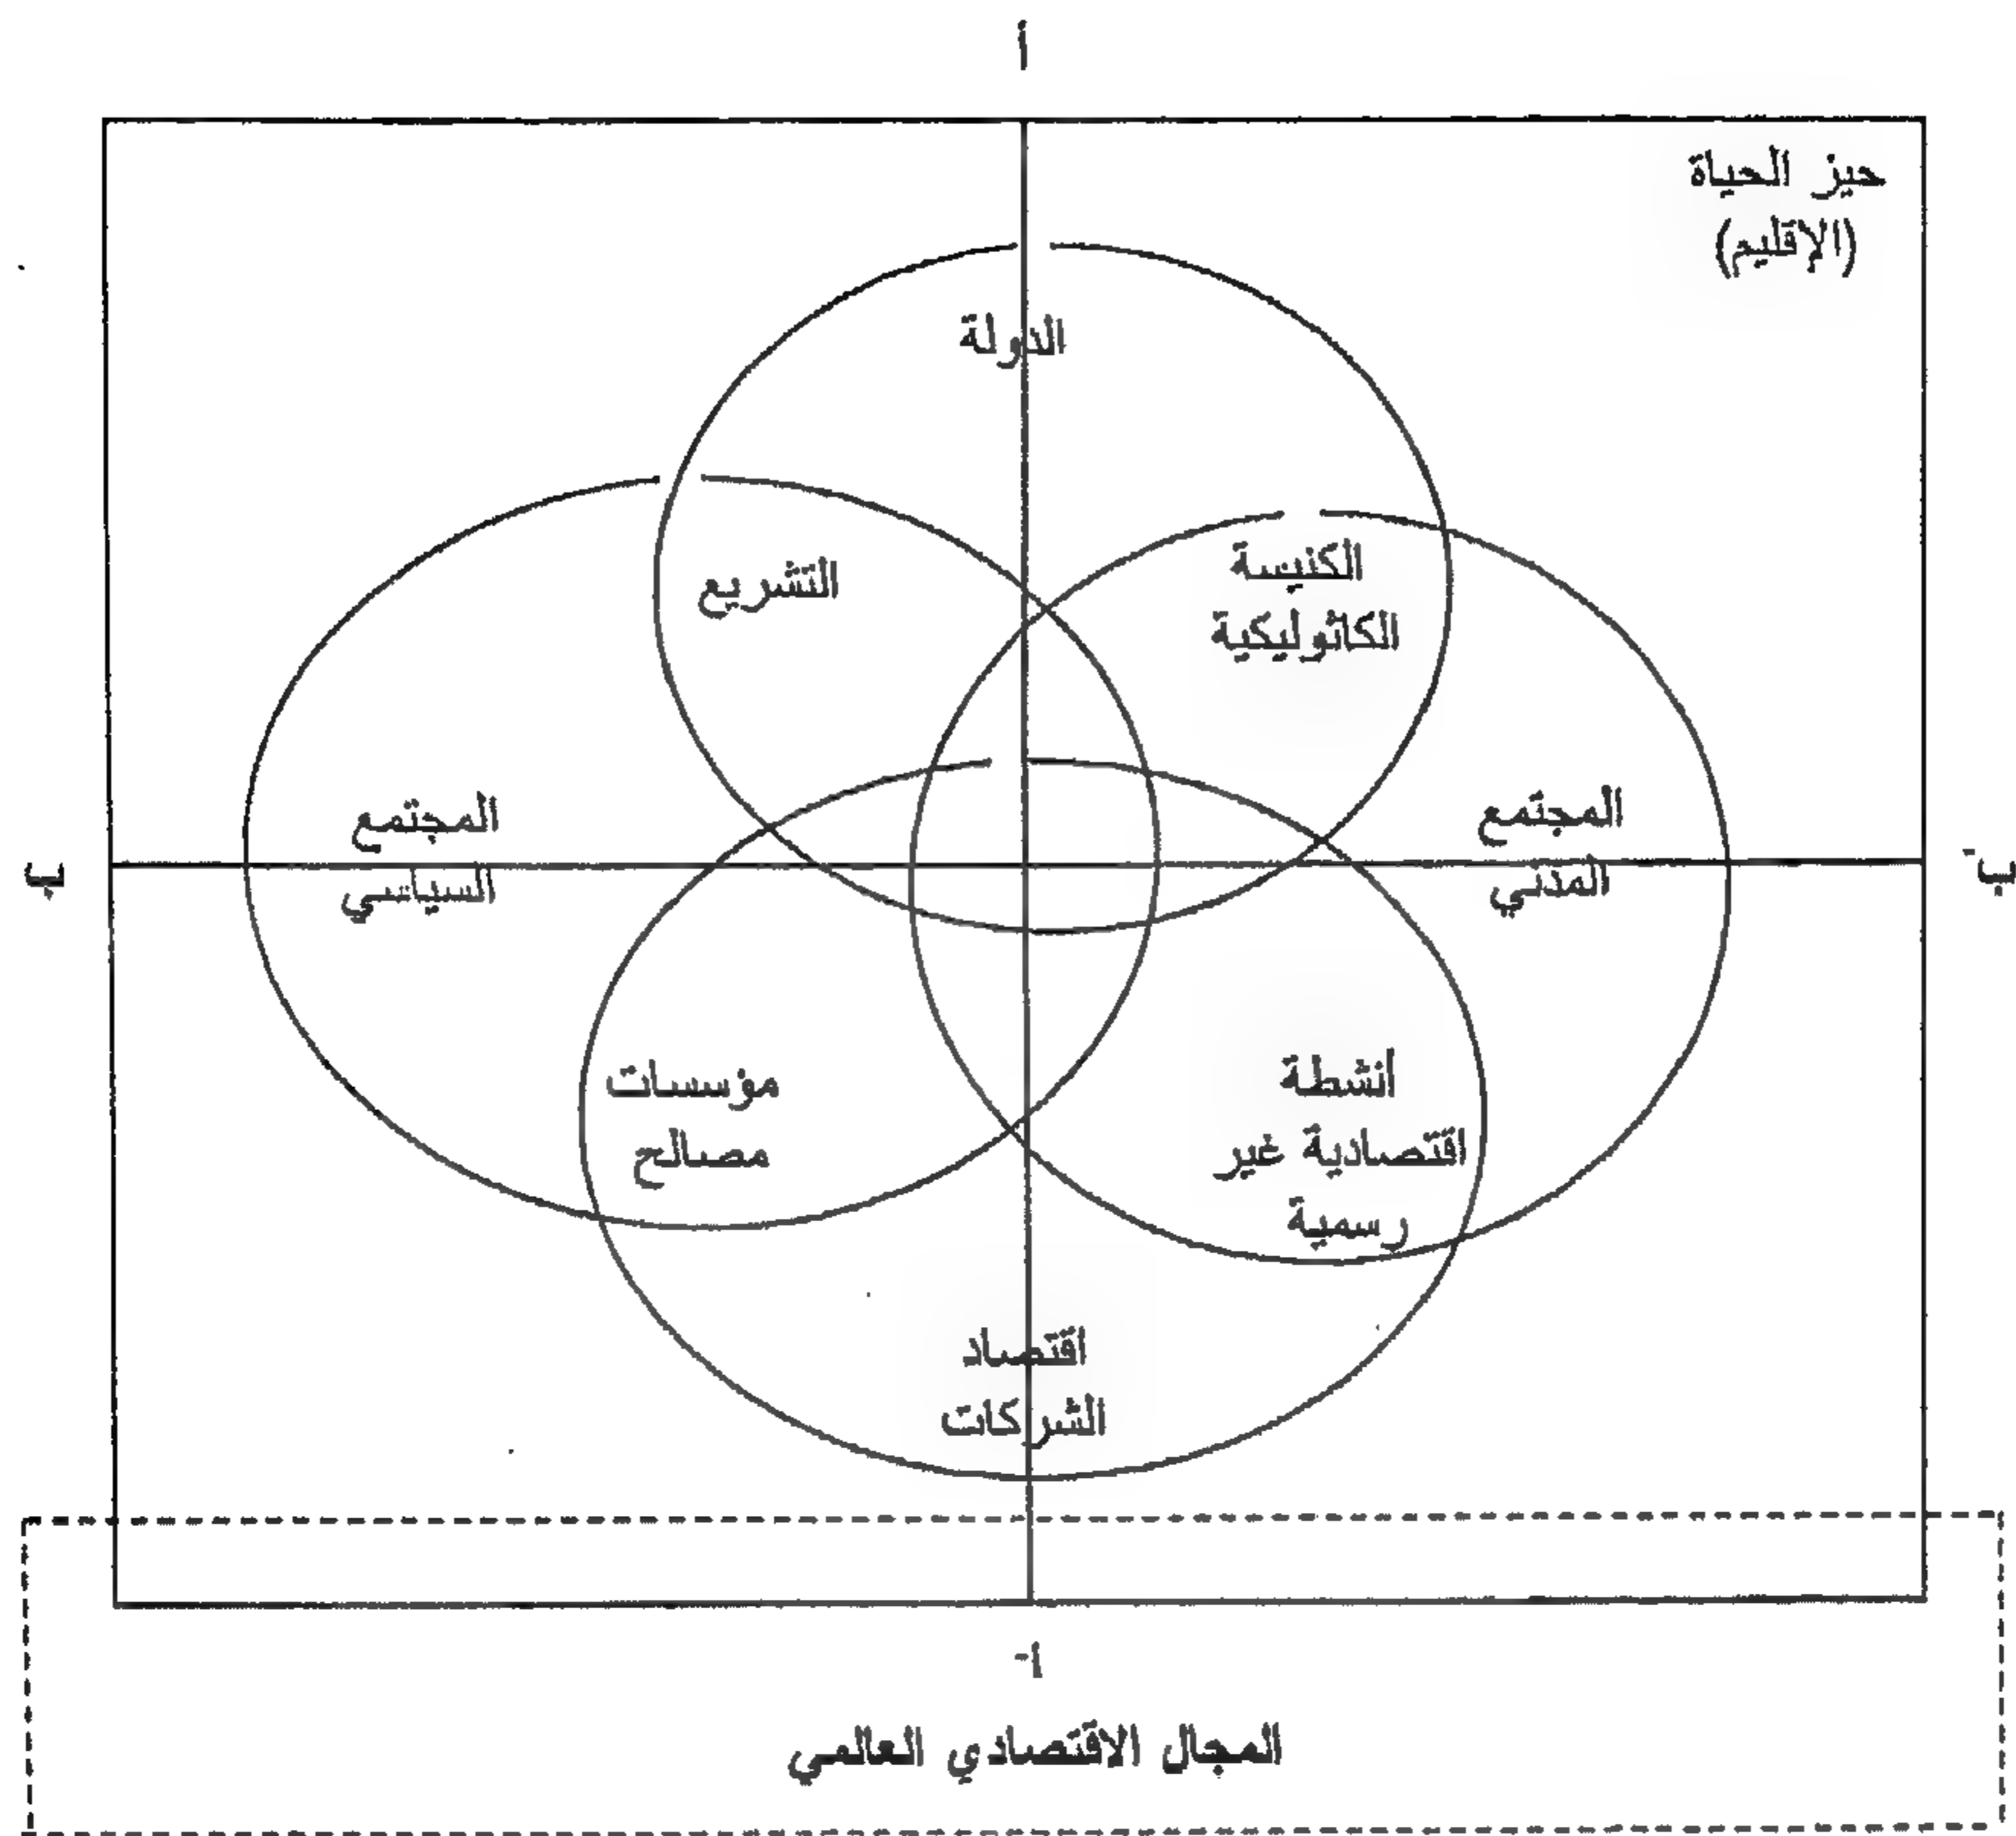 أ
حيز الحياة
(الإقليم)
الدولة
الكنيسة
الكاثوليكية
التشريع
المجتمع
المدني
المجتمع
السياسي
ب
بَ
أنشطة
اقتصادية غير
رسمية
مؤسسات
مصالح
اقتصاد
الشركات
أ-
المجال الاقتصادي العالمي